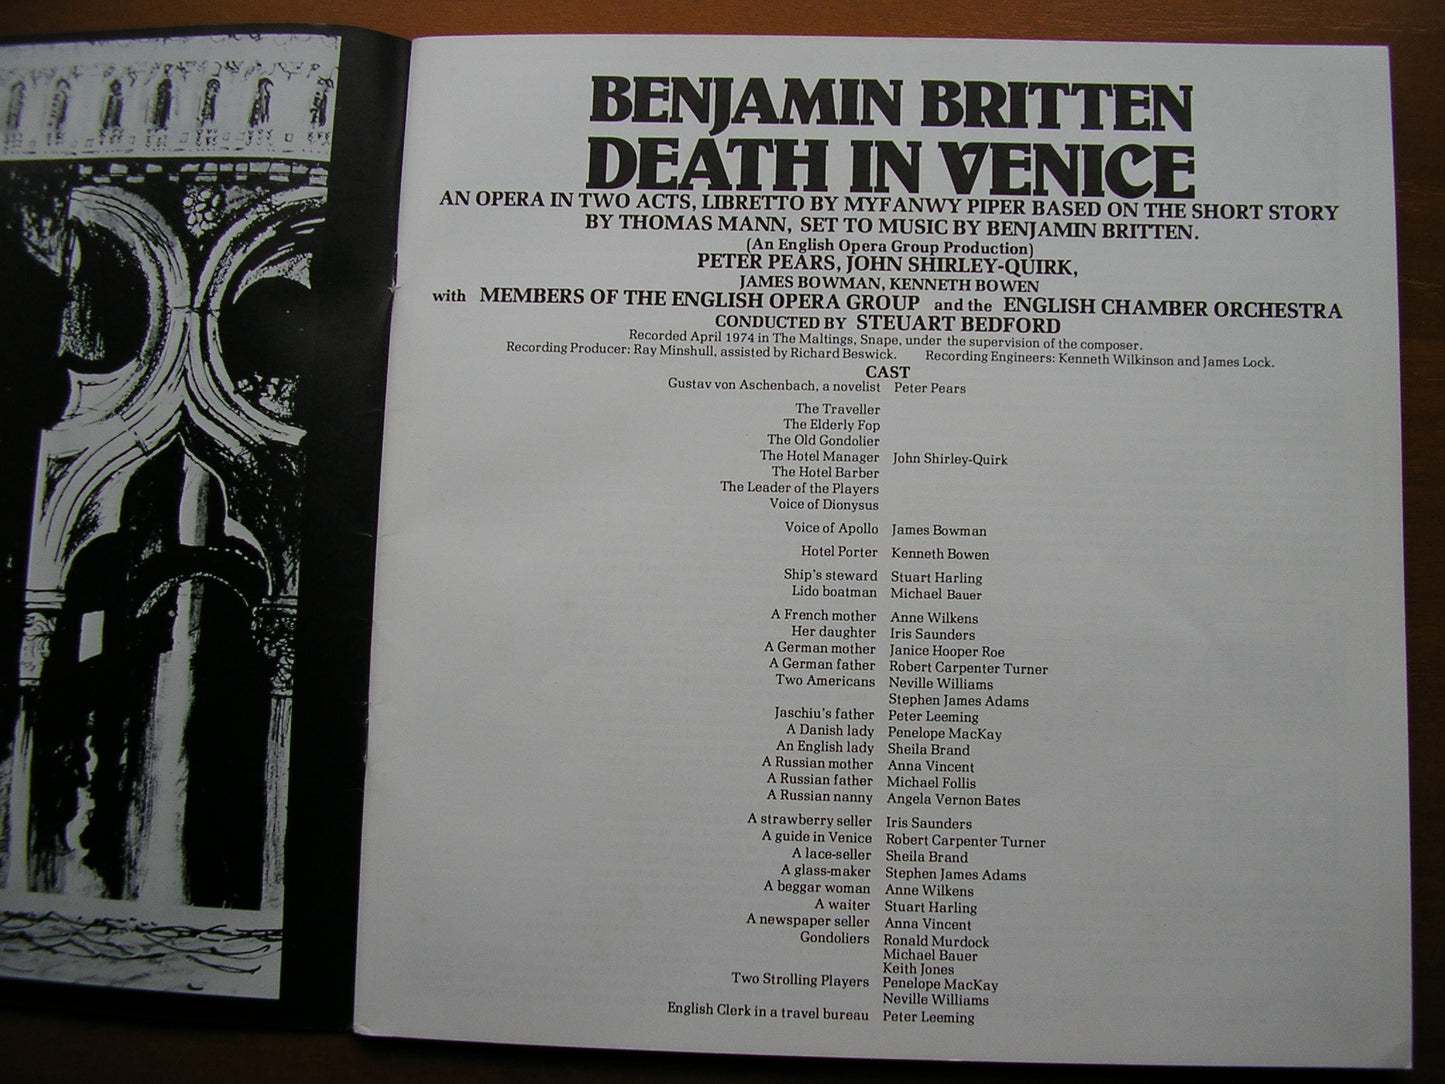 BENJAMIN BRITTEN
DEATH IN VENICE
AN OPERA IN TWO ACTS, LIBRETTO BY MYFANWY PIPER BASED ON THE SHORT STORY
BY THOMAS MANN, SET TO MUSIC BY BENJAMIN BRITTEN.
(An English Opera Group Production)
PETER PEARS, JOHN SHIRLEY-QUIRK,
JAMES BOWMAN, KENNETH BOWEN
with MEMBERS OF THE ENGLISH OPERA GROUP and the ENGLISH CHAMBER ORCHESTRA
CONDUCTED BY STEUART BEDFORD
Recorded April 1974 in The Maltings, Snape, under the supervision of the composer.
Recording Producer: Ray Minshull, assisted by Richard Beswick. Recording Engineers: Kenneth Wilkinson and James Lock.
CAST
Gustav von Aschenbach, a novelist Peter Pears
The Traveller
The Elderly Fop
The Old Gondolier
The Hotel Manager John Shirley-Quirk
The Hotel Barber
The Leader of the Players
Voice of Dionysus
Voice of Apollo James Bowman
Hotel Porter Kenneth Bowen
Ship's steward Stuart Harling
Lido boatman Michael Bauer
A French mother Anne Wilkens
Her daughter Iris Saunders
A German mother Janice Hooper Roe
A German father Robert Carpenter Turner
Two Americans Neville Williams
Stephen James Adams
Jaschiu's father Peter Leeming
A Danish lady Penelope MacKay
An English lady Sheila Brand
A Russian mother Anna Vincent
A Russian father Michael Follis
A Russian nanny Angela Vernon Bates
A strawberry seller Iris Saunders
A guide in Venice Robert Carpenter Turner
A lace-seller Sheila Brand
A glass-maker Stephen James Adams
A beggar woman Anne Wilkens
A waiter Stuart Harling
A newspaper seller Anna Vincent
Gondoliers Ronald Murdock
Michael Bauer
Keith Jones
Two Strolling Players Penelope MacKay
Neville Williams
English Clerk in a travel bureau Peter Leeming